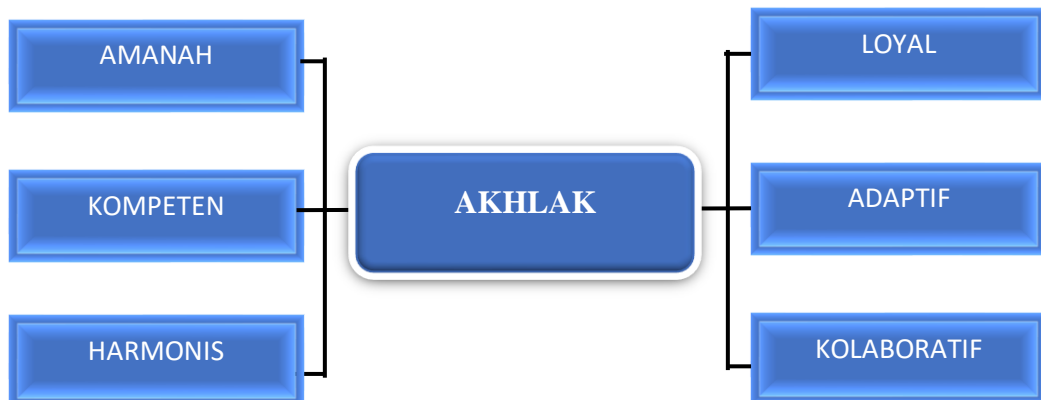 AMANAH
KOMPETEN
HARMONIS
AKHLAK
LOYAL
ADAPTIF
KOLABORATIF